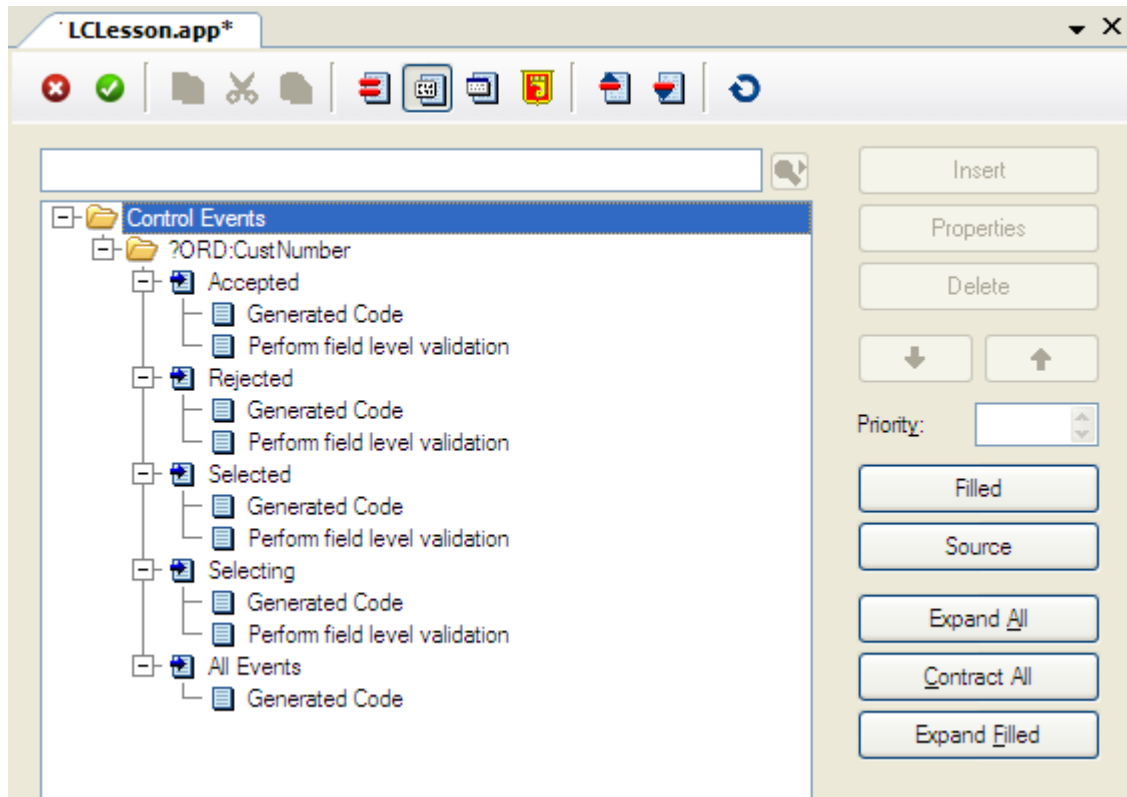 LCLesson.app*
Control Events
?ORD:CustNumber
Accepted
Generated Code
Perform field level validation
Rejected
Generated Code
Perform field level validation
Selected
Generated Code
Perform field level validation
Selecting
Generated Code
Perform field level validation
All Events
Generated Code
Insert
Properties
Delete
Priority:
Filled
Source
Expand All
Contract All
Expand Filled